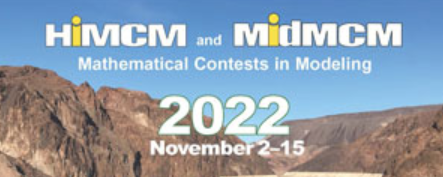 HiMCM and MidMCM
Mathematical Contests in Modeling
2022
November 2–15